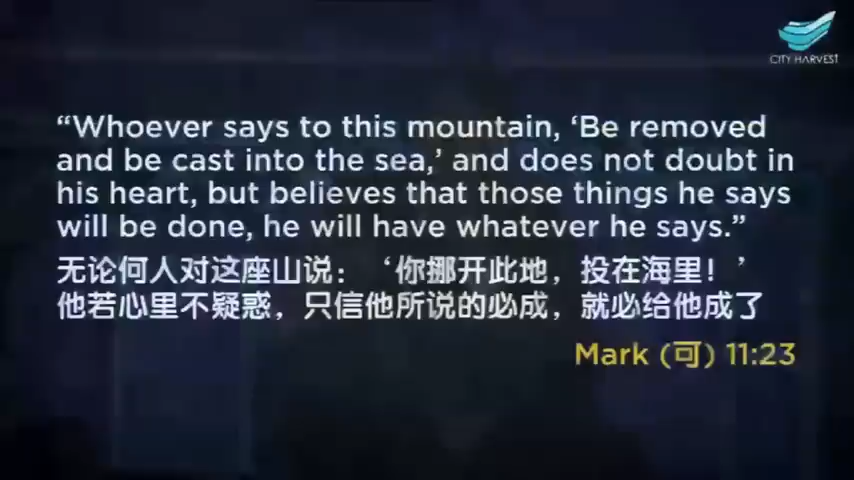 CITY HARVEST
“Whoever says to this mountain, ‘Be removed
and be cast into the sea,’ and does not doubt in
his heart, but believes that those things he says
will be done, he will have whatever he says.”
无论何人对这座山说：‘你挪开此地，投在海里！’
他若心里不疑惑，只信他所说的必成，就必给他成了
Mark (可) 11:23